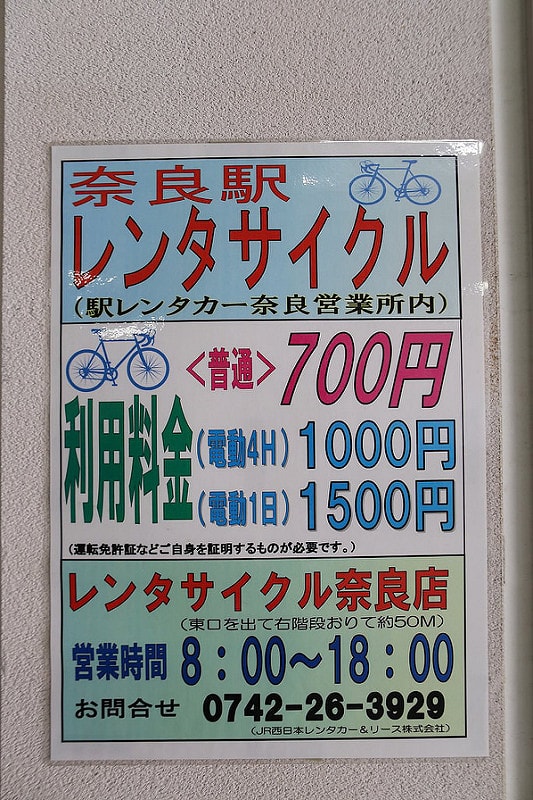 奈良駅
レンタサイクル
（駅レンタカー奈良営業所内）
＜普通＞ 700円
利用料金
（電動4H） 1000円
（電動1日） 1500円
（運転免許証などご自身を証明するものが必要です。）
レンタサイクル奈良店
（東口を出て右階段おりて約50M）
営業時間 8：00～18：00
お問合せ 0742-26-3929
（JR西日本レンタカー＆リース株式会社）